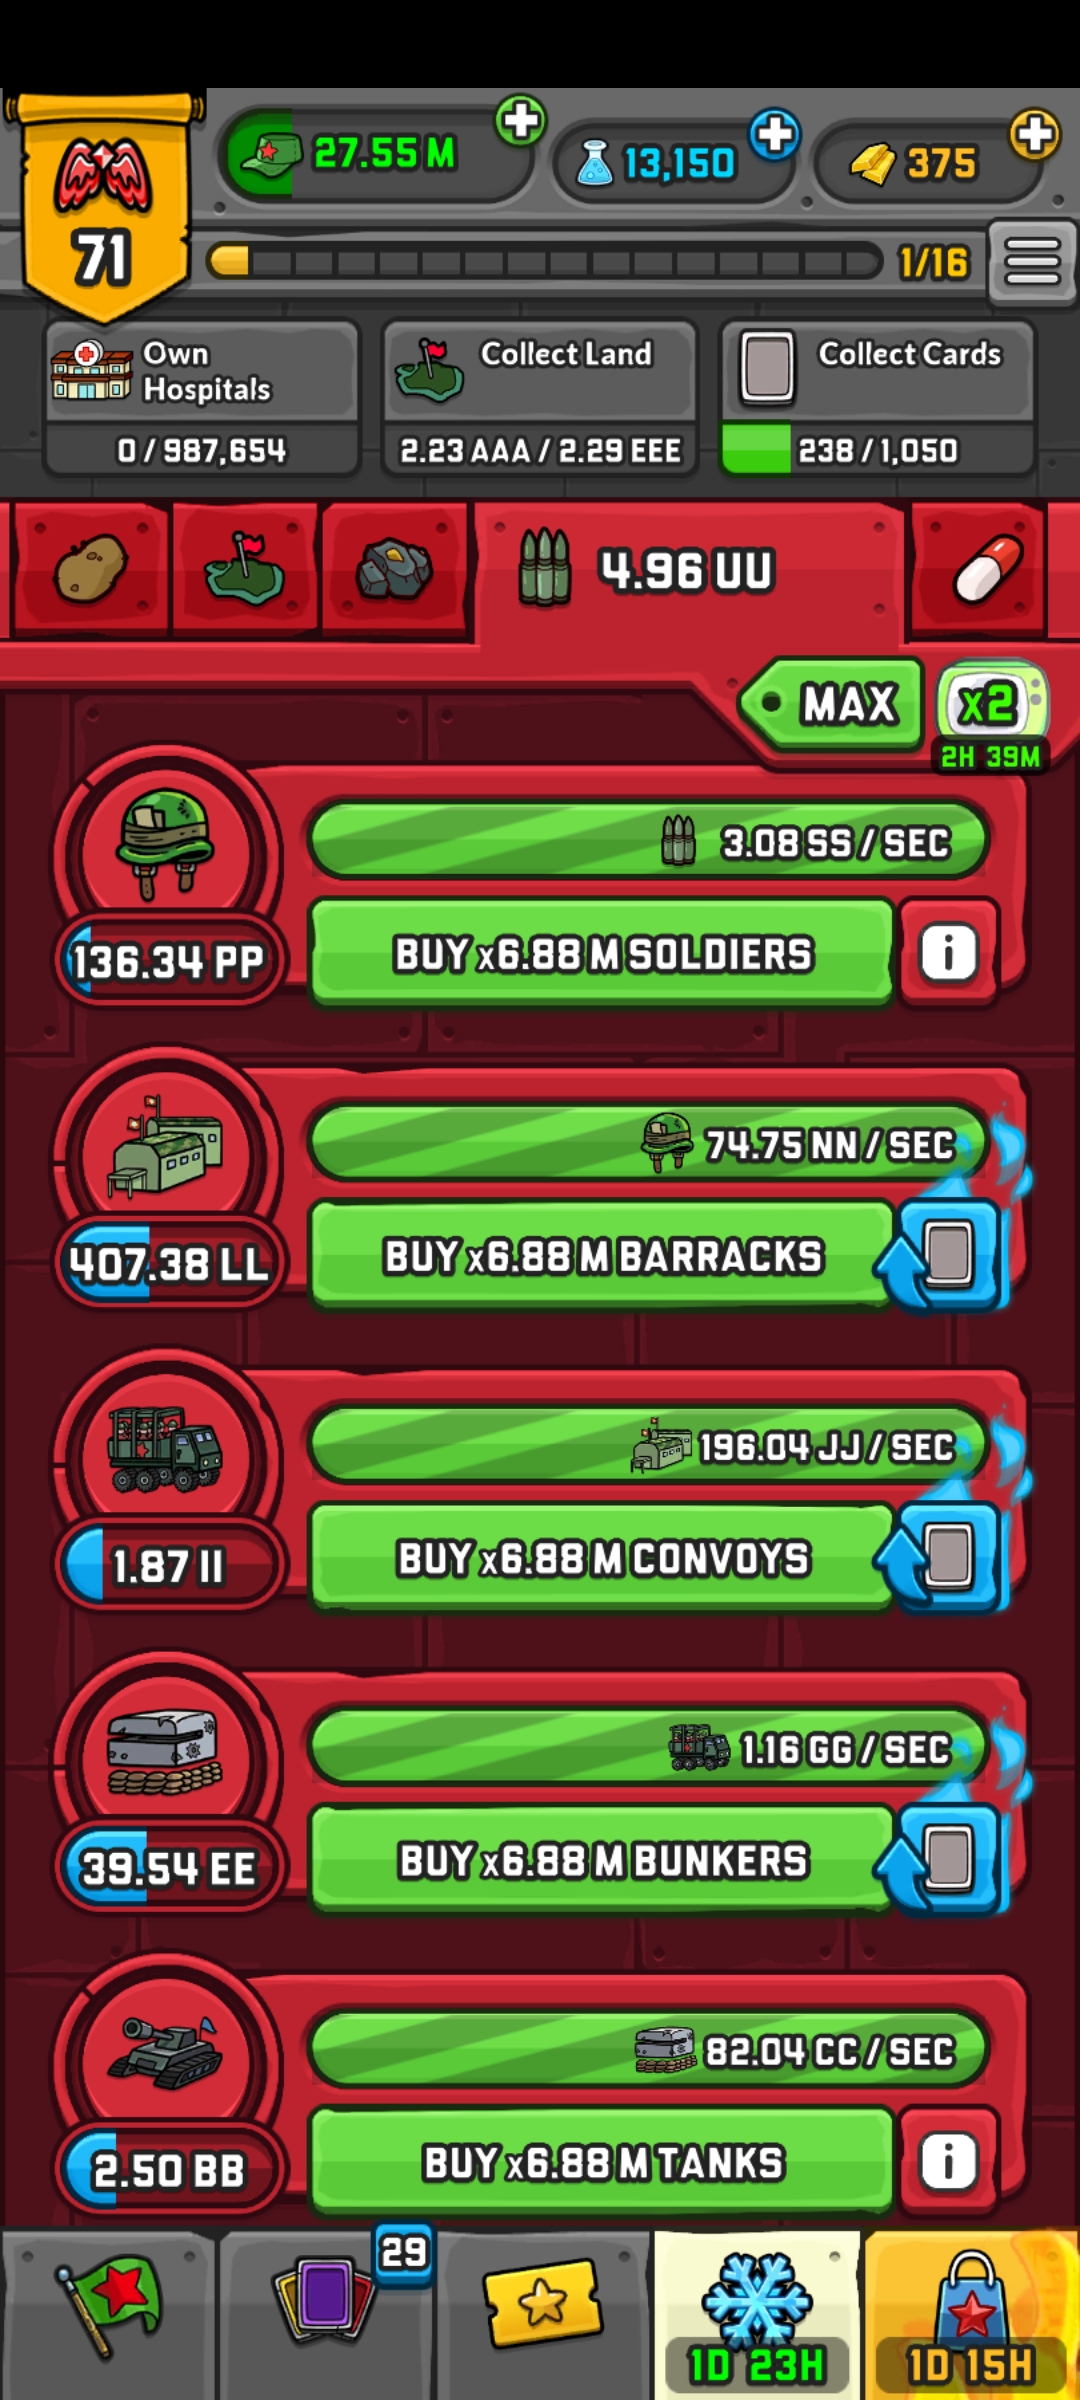 27.55 M
13,150
375
71
1/16
Own
Hospitals
0 / 987,654
Collect Land
2.23 AAA / 2.29 EEE
Collect Cards
238 / 1,050
4.96 UU
MAX
x2
2H 39M
3.08 SS / SEC
136.34 PP
BUY x6.88 M SOLDIERS
i
74.75 NN / SEC
407.38 LL
BUY x6.88 M BARRACKS
196.04 JJ / SEC
1.87 II
BUY x6.88 M CONVOYS
1.16 GG / SEC
39.54 EE
BUY x6.88 M BUNKERS
82.04 CC / SEC
2.50 BB
BUY x6.88 M TANKS
i
29
1D 23H
1D 15H